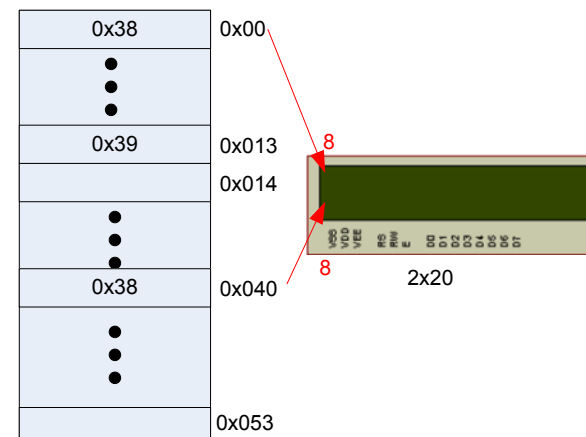 0x38 0x00
8
0x39 0x013
0x014
VSS VDD VEE RS RW E D0 D1 D2 D3 D4 D5 D6 D7
8
2x20
0x38 0x040
0x053